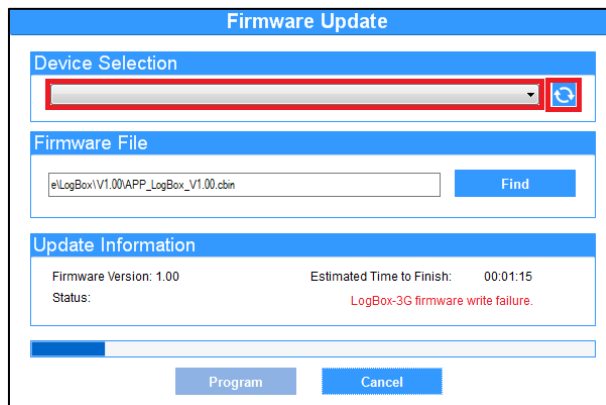 Firmware Update
Device Selection
Firmware File
e\LogBox\V1.00\APP_LogBox_V1.00.cbin
Find
Update Information
Firmware Version: 1.00 Estimated Time to Finish: 00:01:15
Status: LogBox-3G firmware write failure.
Program Cancel